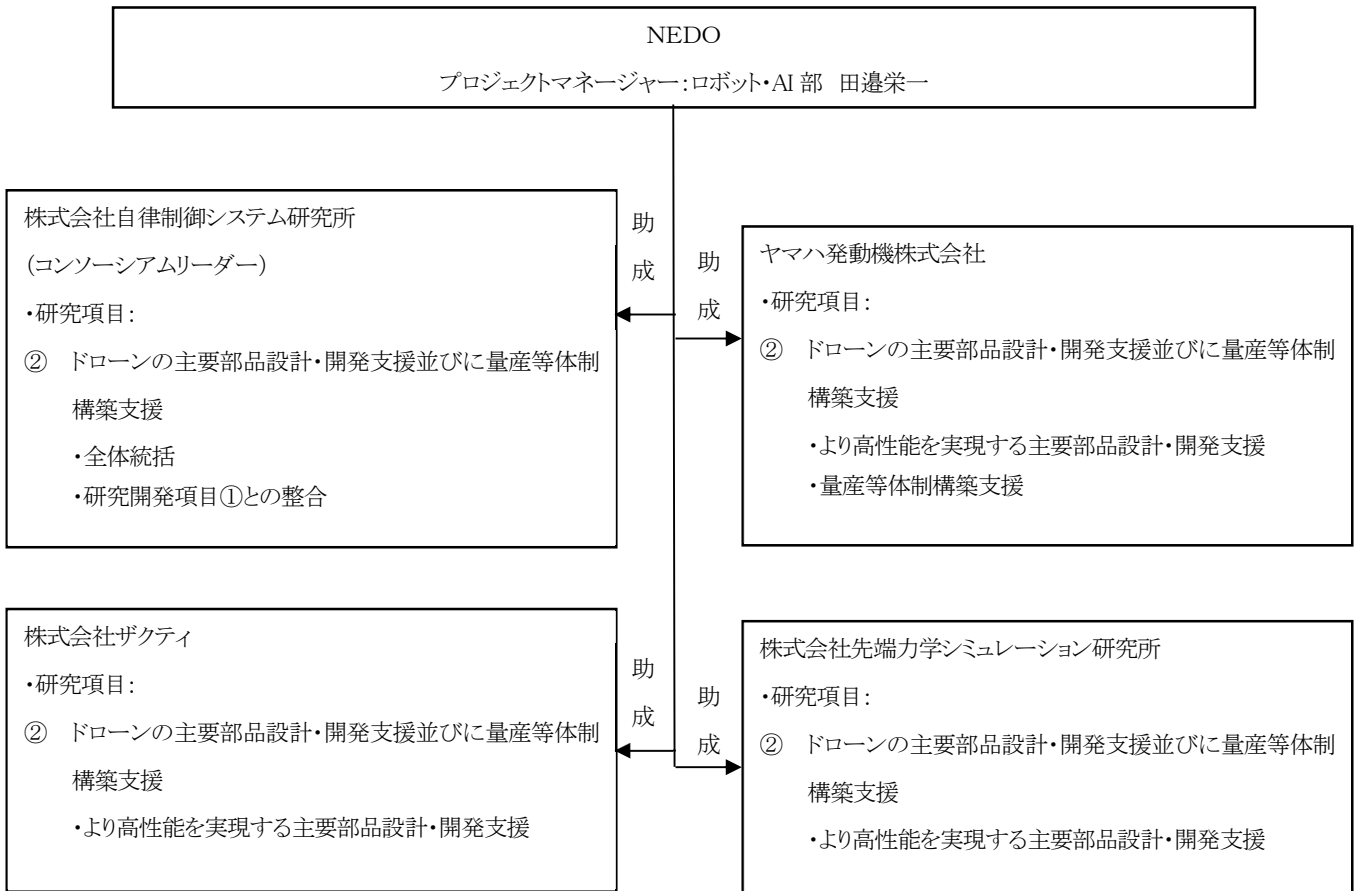 NEDO
プロジェクトマネージャー：ロボット・AI 部　田邉栄一
株式会社自律制御システム研究所
（コンソーシアムリーダー）
・研究項目：
②　ドローンの主要部品設計・開発支援並びに量産等体制
構築支援
・全体統括
・研究開発項目①との整合
助成
助成
ヤマハ発動機株式会社
・研究項目：
②　ドローンの主要部品設計・開発支援並びに量産等体制
構築支援
・より高性能を実現する主要部品設計・開発支援
・量産等体制構築支援
株式会社ザクティ
・研究項目：
②　ドローンの主要部品設計・開発支援並びに量産等体制
構築支援
・より高性能を実現する主要部品設計・開発支援
助成
助成
株式会社先端力学シミュレーション研究所
・研究項目：
②　ドローンの主要部品設計・開発支援並びに量産等体制
構築支援
・より高性能を実現する主要部品設計・開発支援